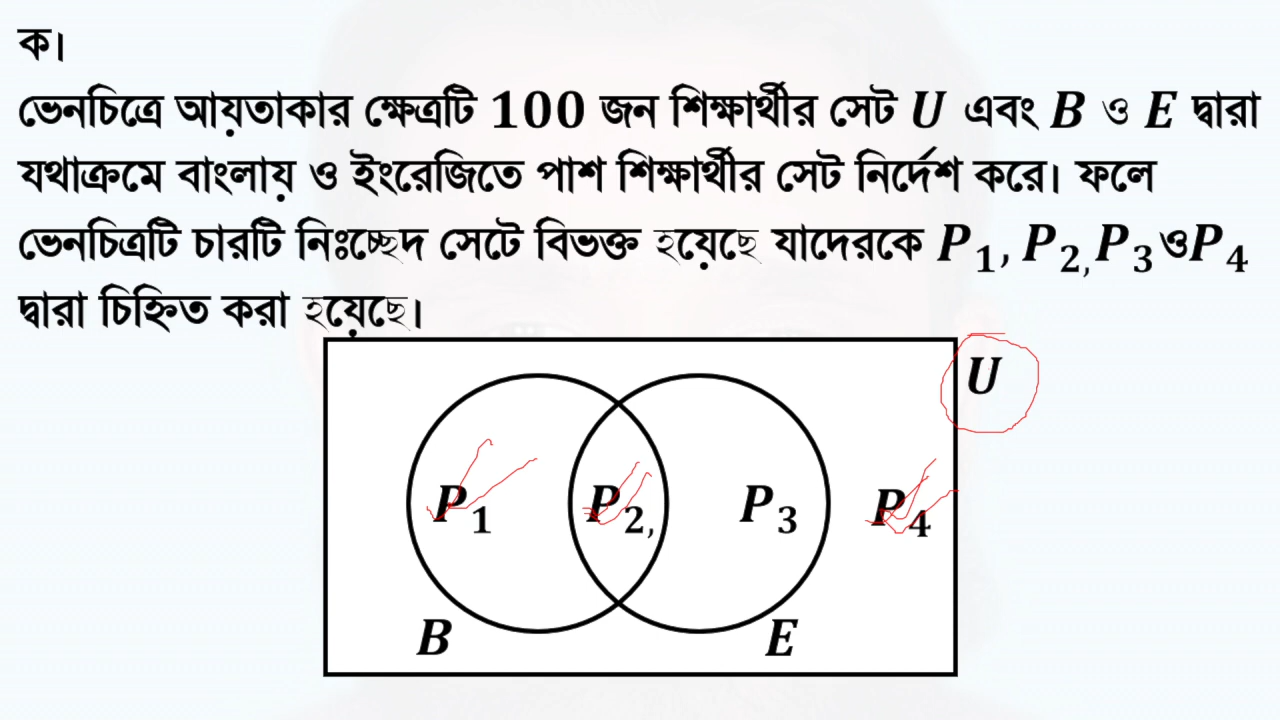 ক।
ভেনচিত্রে আয়তাকার ক্ষেত্রটি 100 জন শিক্ষার্থীর সেট U এবং B ও E দ্বারা
যথাক্রমে বাংলায় ও ইংরেজিতে পাশ শিক্ষার্থীর সেট নির্দেশ করে। ফলে
ভেনচিত্রটি চারটি নিঃচ্ছেদ সেটে বিভক্ত হয়েছে যাদেরকে P₁, P₂, P₃ ওP₄
দ্বারা চিহ্নিত করা হয়েছে।
U
P₁ P₂, P₃ P₄
B E